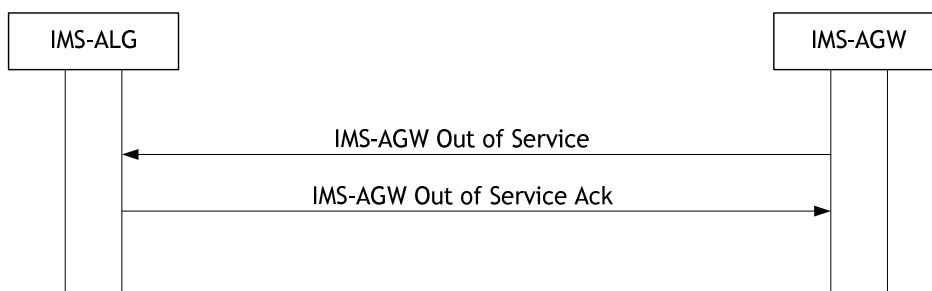 IMS-ALG
IMS-AGW
IMS-AGW Out of Service
IMS-AGW Out of Service Ack